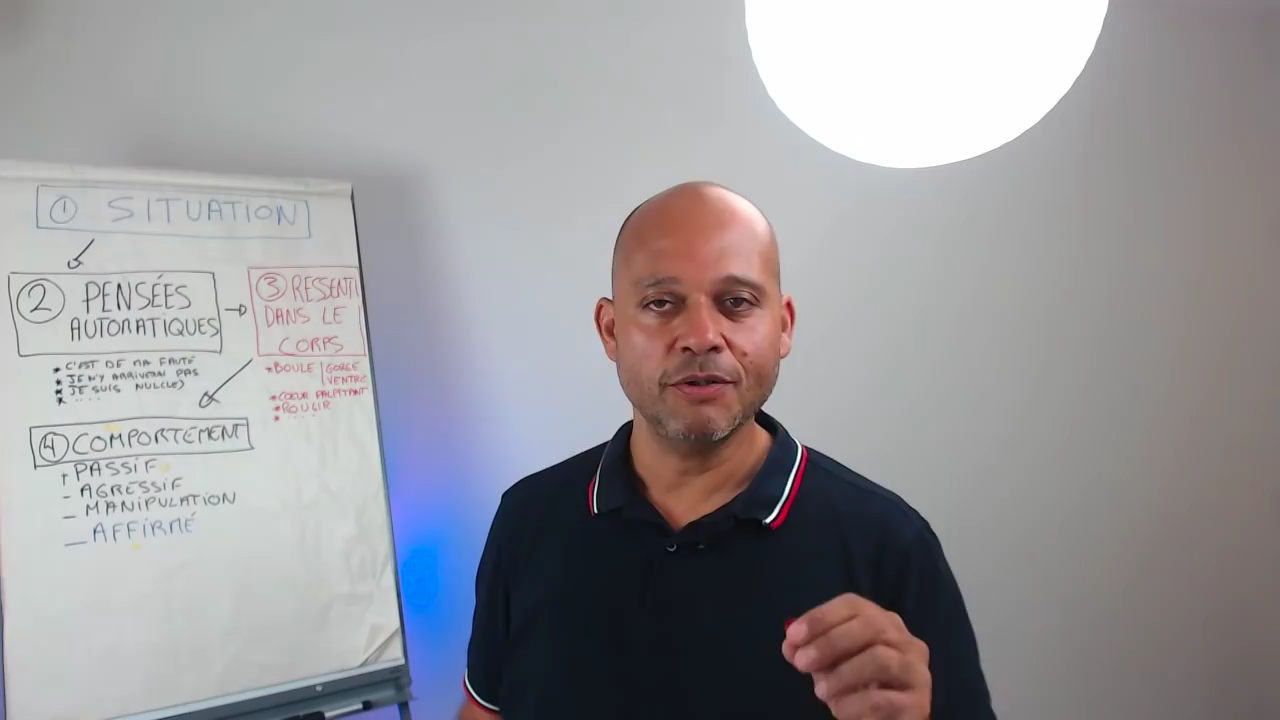 ① SITUATION
② PENSÉES
AUTOMATIQUES
* C'EST DE MA FAUTE
* JE N'Y ARRIVERAI PAS
* JE SUIS NUL(LE)
* ....
③ RESSENTI
DANS LE
CORPS
* BOULE | GORGE
VENTRE
* COEUR PALPITANT
* ROUGIR
* ....
④ COMPORTEMENT
+ PASSIF
- AGRESSIF
- MANIPULATION
- AFFIRMÉ